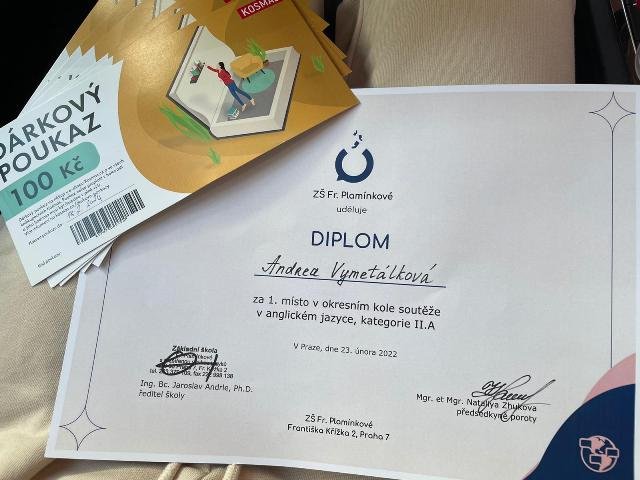 KOSMAS
DÁRKOVÝ
POUKAZ
100 Kč
ZŠ Fr. Plamínkové
uděluje
DIPLOM
Andrea Vymetálková
za 1. místo v okresním kole soutěže
v anglickém jazyce, kategorie II.A
V Praze, dne 23. února 2022
Základní škola
Ing. Bc. Jaroslav Andrle, Ph.D.
ředitel školy
Mgr. et Mgr. Nataliya Zhukova
předsedkyně poroty
ZŠ Fr. Plamínkové
Františka Křížka 2, Praha 7